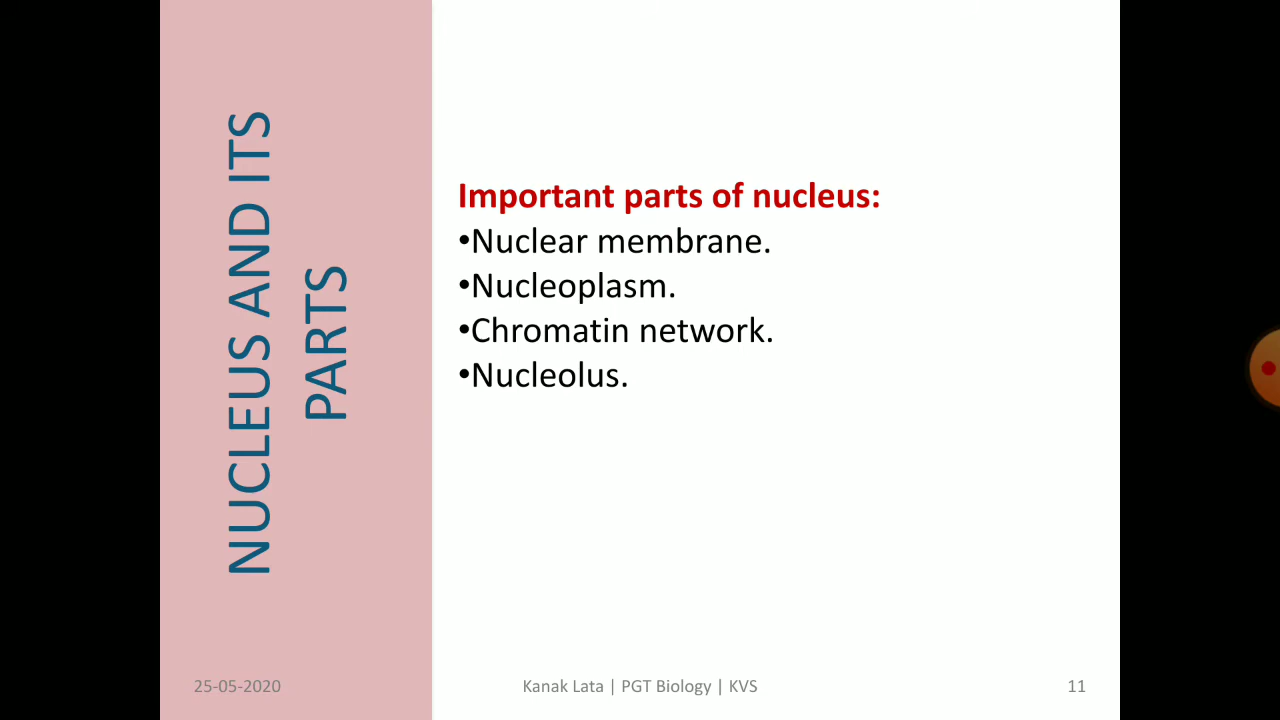 NUCLEUS AND ITS
PARTS
Important parts of nucleus:
•Nuclear membrane.
•Nucleoplasm.
•Chromatin network.
•Nucleolus.
25-05-2020
Kanak Lata | PGT Biology | KVS
11